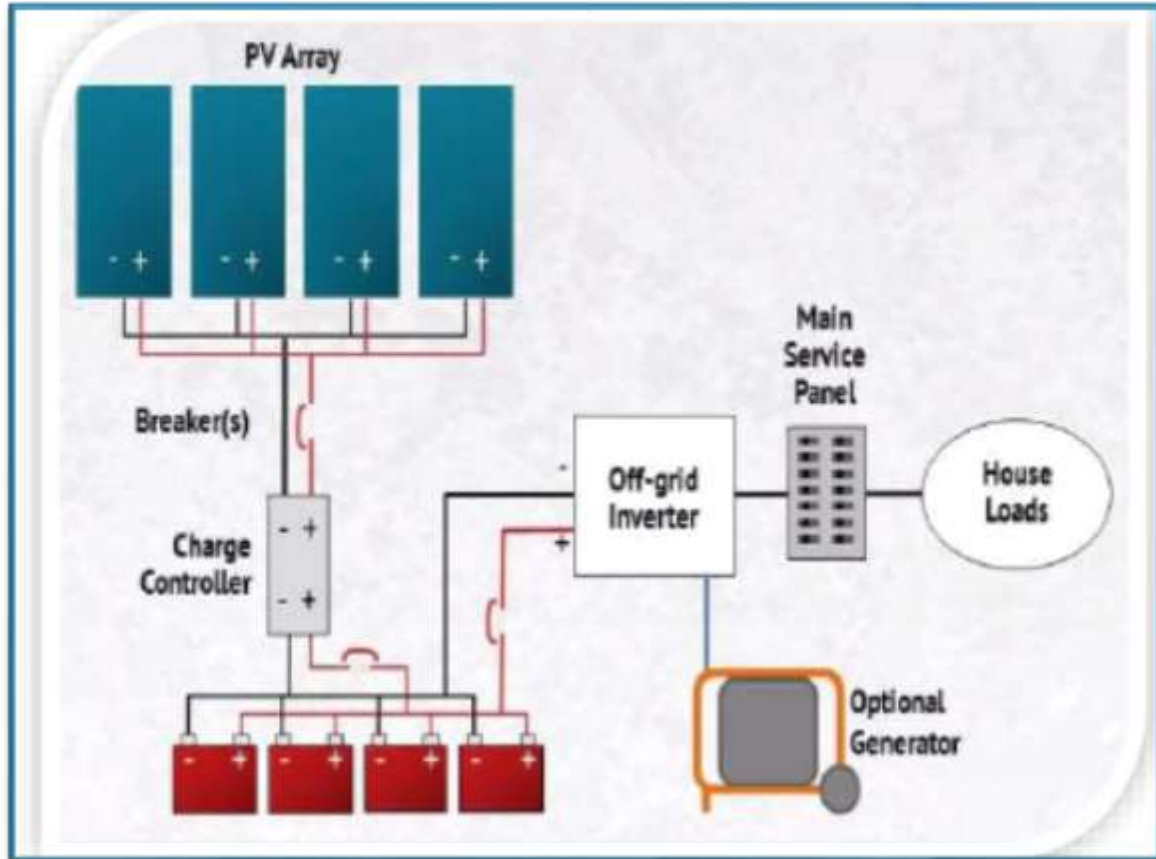 PV Array
- + - + - + - +
Breaker(s)
Main
Service
Panel
- +
Charge
Controller
- +
-
+
Off-grid
Inverter
House
Loads
- + - + - + - +
Optional
Generator